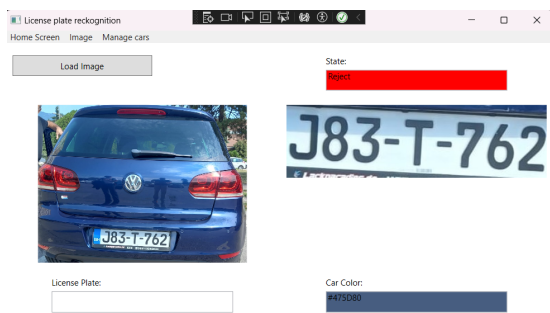 License plate reckognition
Home Screen Image Manage cars
Load Image
State:
Reject
J83-T-762
J83-T-762
License Plate:
Car Color:
#475D80